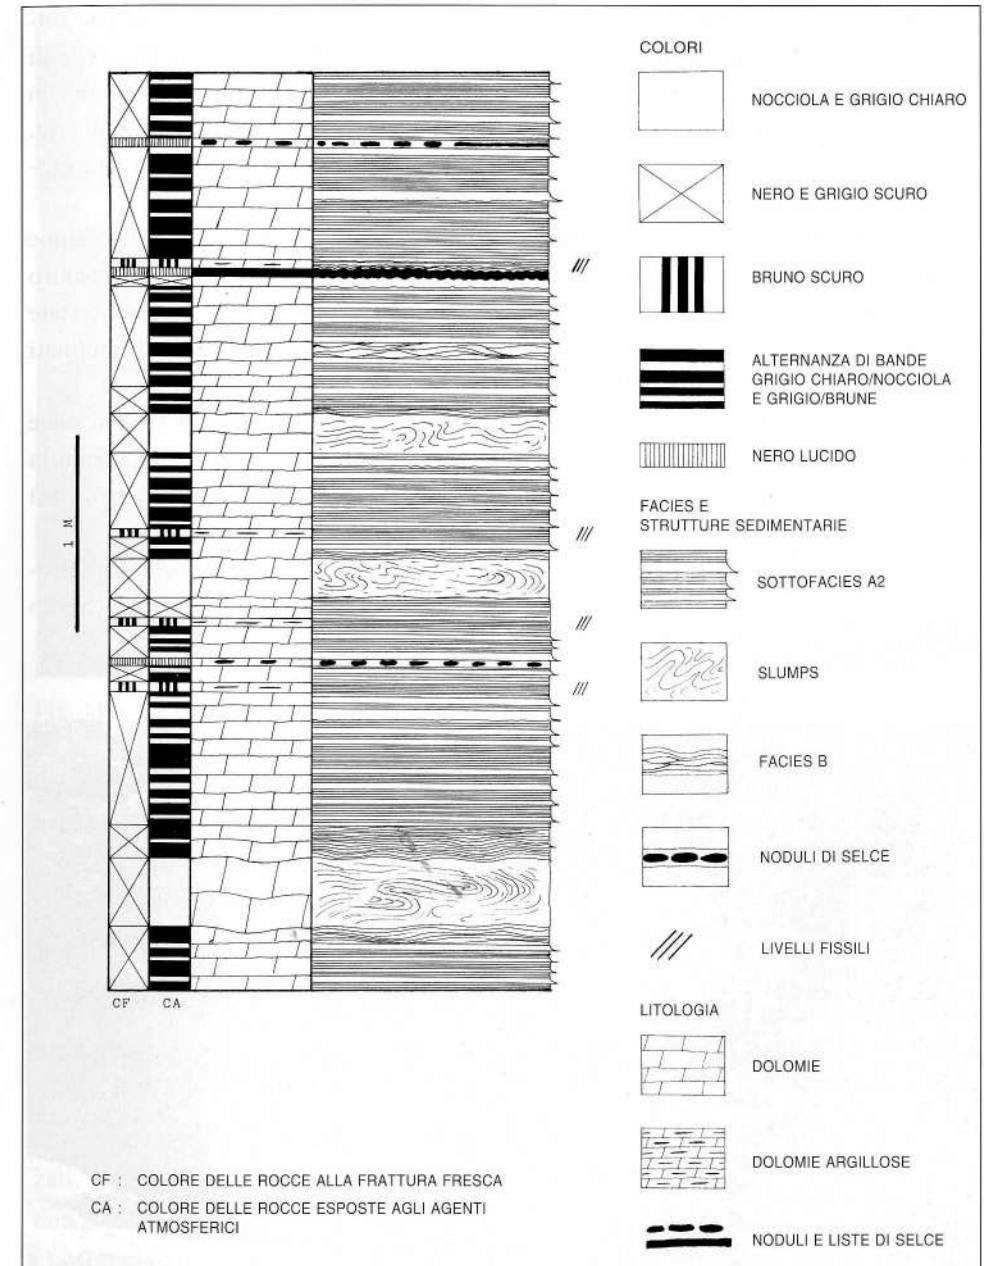 COLORI
NOCCIOLA E GRIGIO CHIARO
NERO E GRIGIO SCURO
BRUNO SCURO
ALTERNANZA DI BANDE
GRIGIO CHIARO/NOCCIOLA
E GRIGIO/BRUNE
NERO LUCIDO
FACIES E
STRUTTURE SEDIMENTARIE
SOTTOFACIES A2
SLUMPS
FACIES B
NODULI DI SELCE
LIVELLI FISSILI
LITOLOGIA
DOLOMIE
DOLOMIE ARGILLOSE
NODULI E LISTE DI SELCE
1 M
CF CA
CF : COLORE DELLE ROCCE ALLA FRATTURA FRESCA
CA : COLORE DELLE ROCCE ESPOSTE AGLI AGENTI
ATMOSFERICI